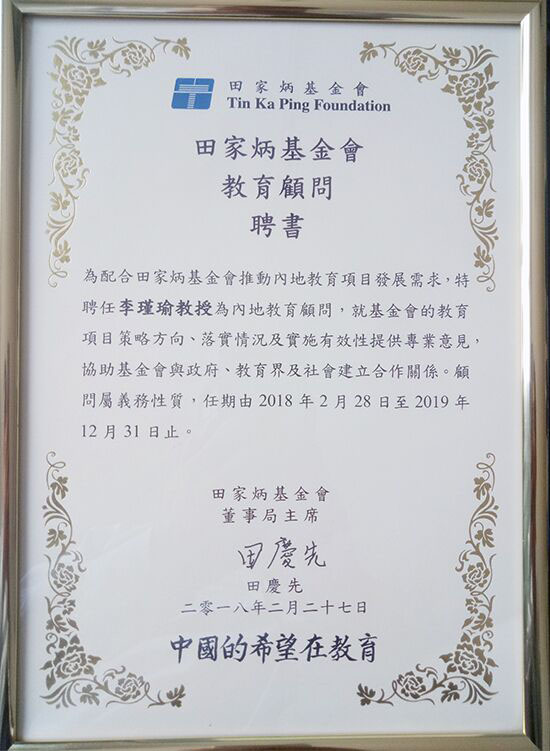 田家炳基金會
Tin Ka Ping Foundation
田家炳基金會
教育顧問
聘書
為配合田家炳基金會推動內地教育項目發展需求，特
聘任李瑾瑜教授為內地教育顧問，就基金會的教育
項目策略方向、落實情況及實施有效性提供專業意見，
協助基金會與政府、教育界及社會建立合作關係。顧
問屬義務性質，任期由 2018 年 2 月 28 日至 2019 年
12 月 31 日止。
田家炳基金會
董事局主席
田慶先
田慶先
二零一八年二月二十七日
中國的希望在教育